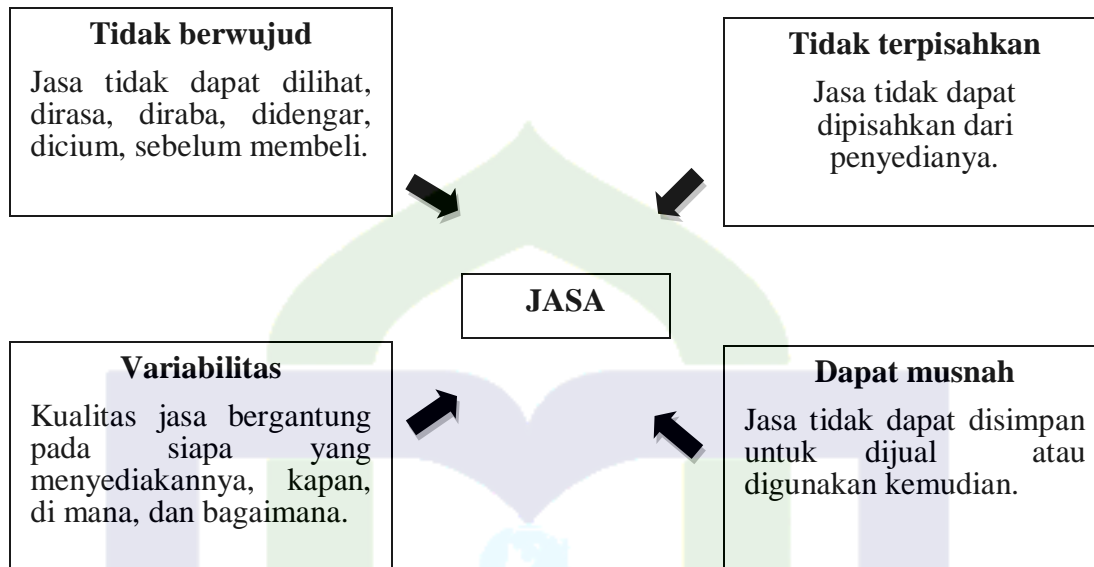 Tidak berwujud
Jasa tidak dapat dilihat,
dirasa, diraba, didengar,
dicium, sebelum membeli.
Tidak terpisahkan
Jasa tidak dapat
dipisahkan dari
penyedianya.
JASA
Variabilitas
Kualitas jasa bergantung
pada siapa yang
menyediakannya, kapan,
di mana, dan bagaimana.
Dapat musnah
Jasa tidak dapat disimpan
untuk dijual atau
digunakan kemudian.